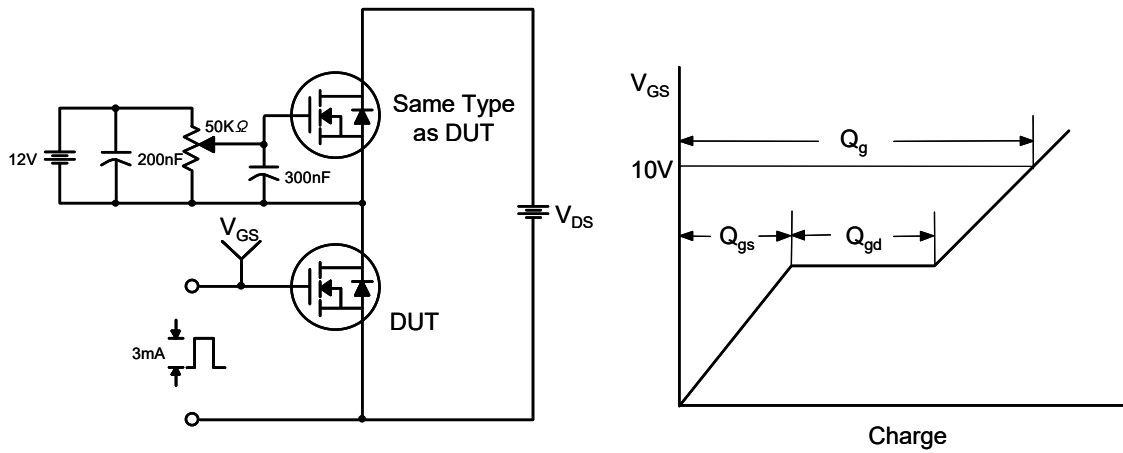 Same Type
as DUT
50KΩ
12V
200nF
300nF
V_GS
V_DS
DUT
3mA
V_GS
Q_g
10V
Q_gs
Q_gd
Charge